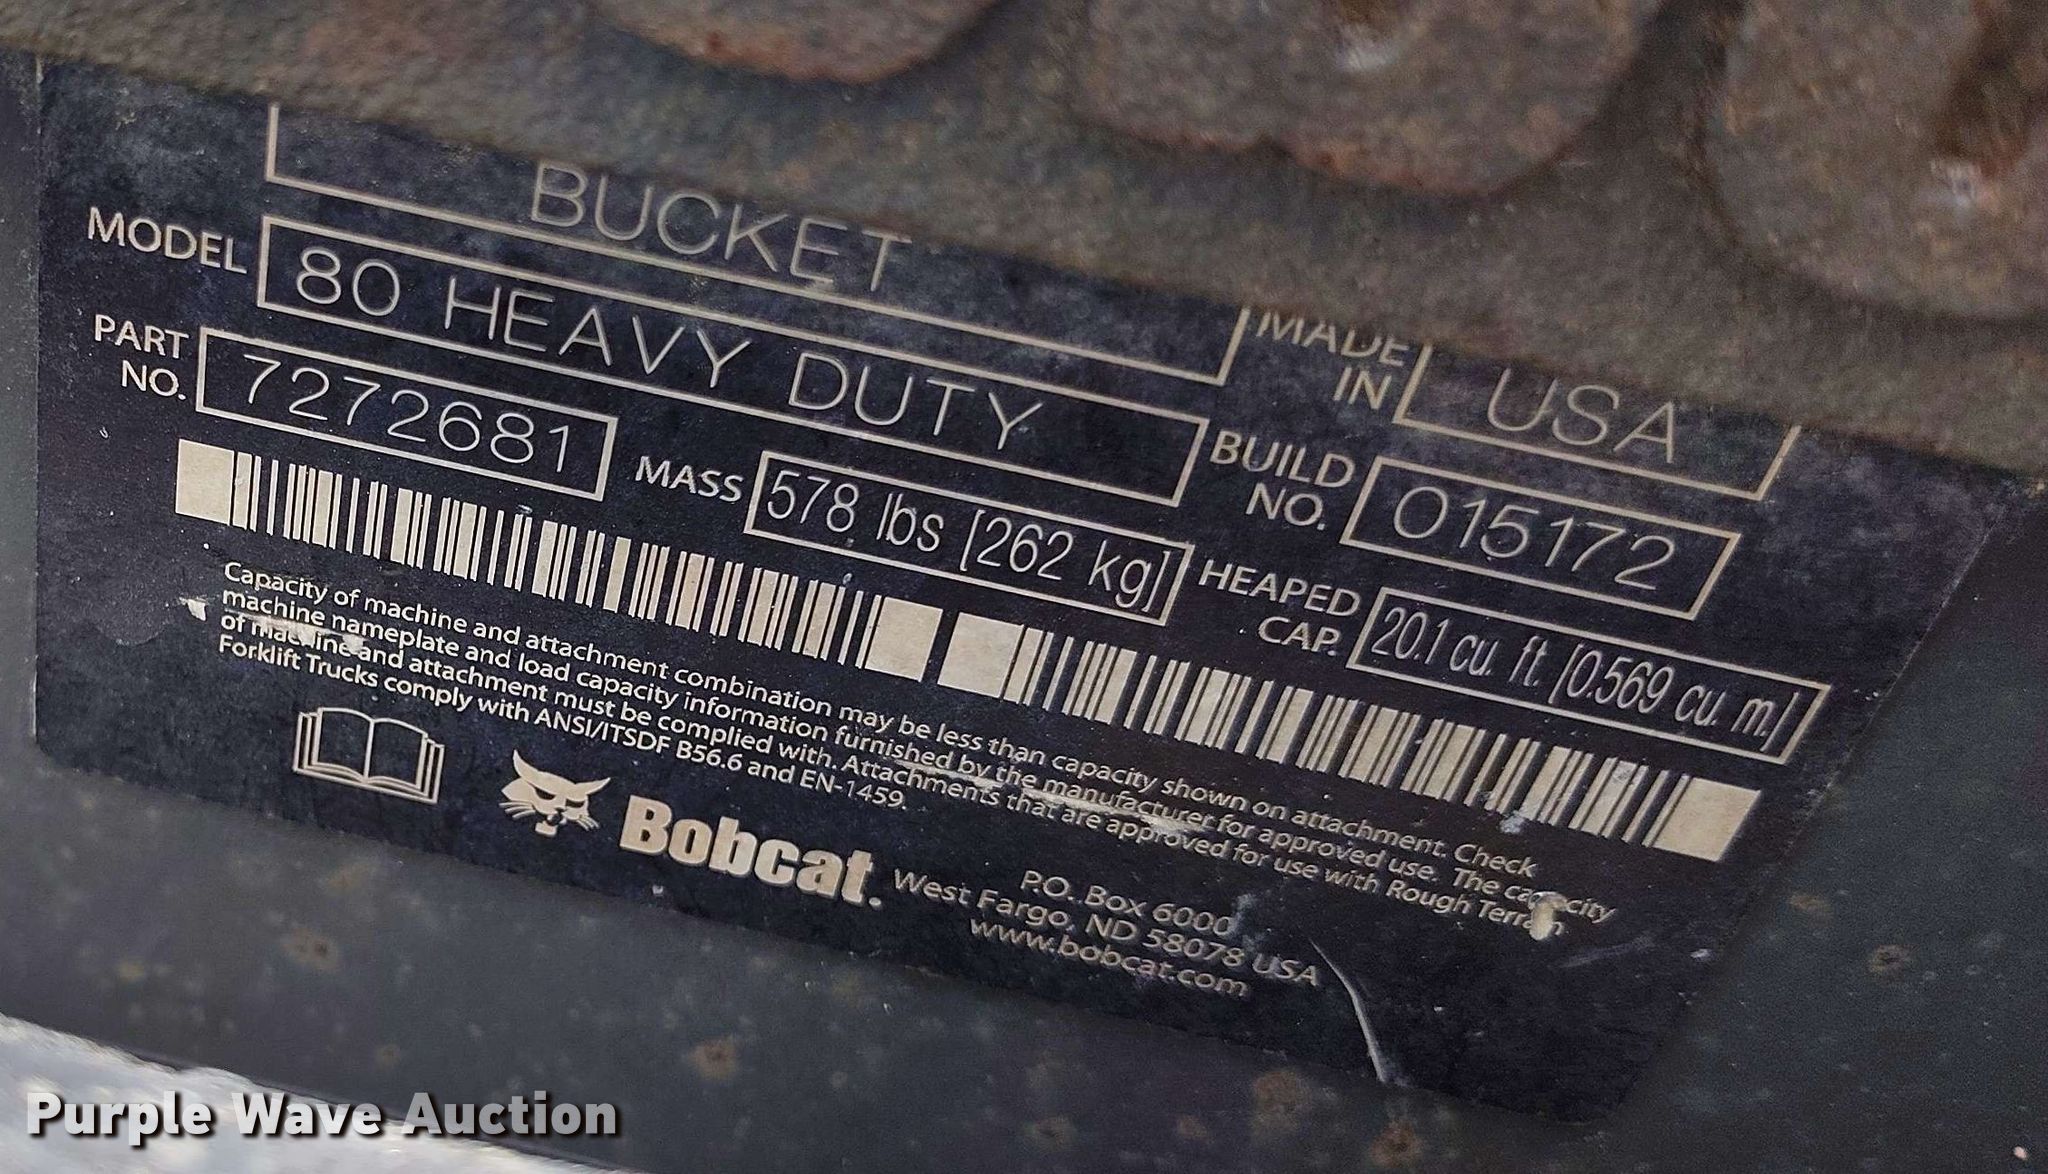 BUCKET
MADE IN USA
MODEL 80 HEAVY DUTY
BUILD NO. 015172
PART NO. 7272681
MASS 578 lbs [262 kg]
HEAPED CAP. 20.1 cu. ft. [0.569 cu. m.]
Capacity of machine and attachment combination may be less than capacity shown on attachment. Check
machine nameplate and load capacity information furnished by the manufacturer for approved use. The capacity
of machine and attachment must be complied with. Attachments that are approved for use with Rough Terrain
Forklift Trucks comply with ANSI/ITSDF B56.6 and EN-1459.
Bobcat.
P.O. Box 6000
West Fargo, ND 58078 USA
www.bobcat.com
Purple Wave Auction